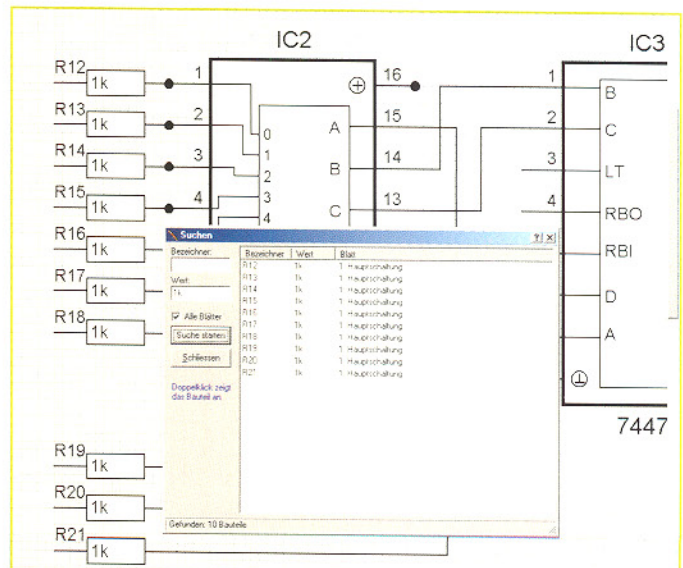 IC2
IC3
R12
1k
1
16
1
B
R13
1k
2
0
A
15
2
C
R14
1k
3
1
B
14
3
LT
2
R15
1k
4
3
C
13
4
RBO
4
R16
1k
RBI
R17
1k
D
R18
1k
A
7447
R19
1k
R20
1k
R21
1k
Suchen
Bezeichner:
Wert:
1k
Alle Blätter
Suche starten
Schliessen
Doppelklick zeigt
das Bauteil an.
Bezeichner Wert Blatt
R12 1k 1 Hauptschaltung
R13 1k 1 Hauptschaltung
R14 1k 1 Hauptschaltung
R15 1k 1 Hauptschaltung
R16 1k 1 Hauptschaltung
R17 1k 1 Hauptschaltung
R18 1k 1 Hauptschaltung
R19 1k 1 Hauptschaltung
R20 1k 1 Hauptschaltung
R21 1k 1 Hauptschaltung
Gefunden: 10 Bauteile